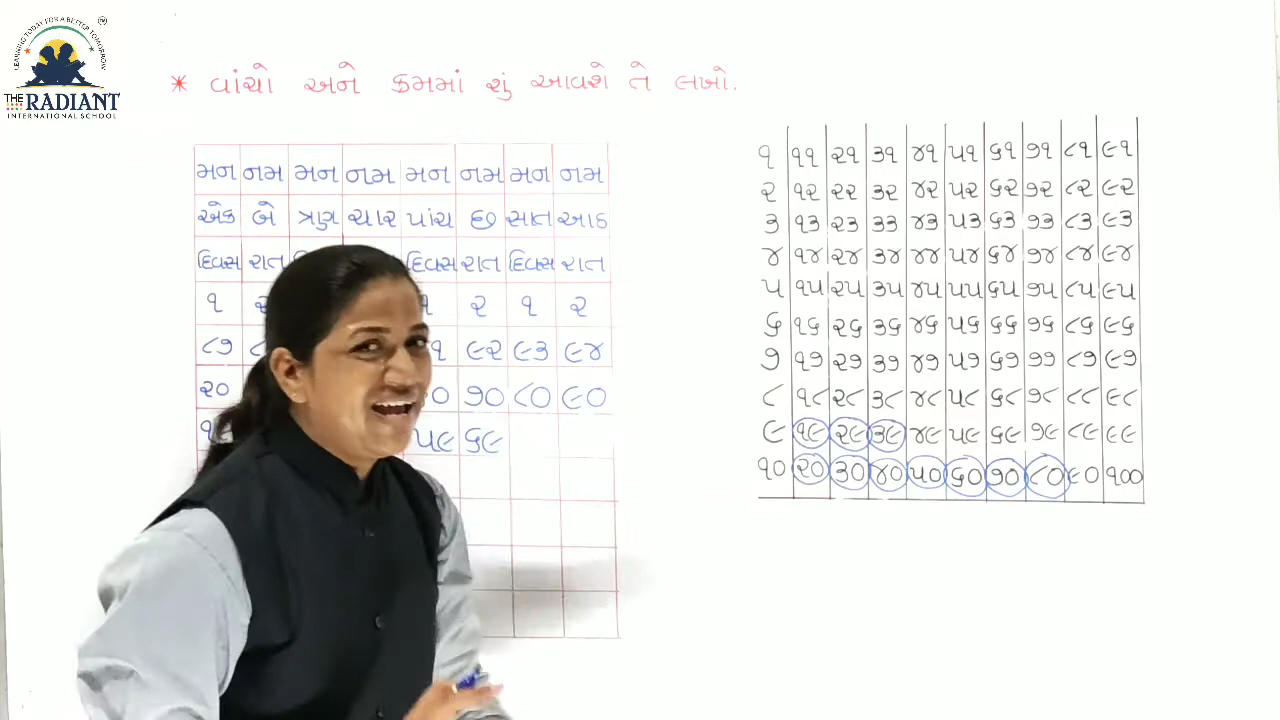 LEARNING TODAY FOR A BETTER TOMORROW
THE RADIANT
INTERNATIONAL SCHOOL
* વાંચો અને ક્રમમાં શું આવશે તે લખો.
મન નમ મન નમ મન નમ મન નમ
એક બે ત્રણ ચાર પાંચ છ સાત આઠ
દિવસ રાત દિવસ રાત દિવસ રાત
૧ ૨ ૧ ૨
૮૭ ૯૨ ૯૩ ૯૪
૨૦ ૭૦ ૮૦ ૯૦
૫૯ ૬૯
૧ ૧૧ ૨૧ ૩૧ ૪૧ ૫૧ ૬૧ ૭૧ ૮૧ ૯૧
૨ ૧૨ ૨૨ ૩૨ ૪૨ ૫૨ ૬૨ ૭૨ ૮૨ ૯૨
૩ ૧૩ ૨૩ ૩૩ ૪૩ ૫૩ ૬૩ ૭૩ ૮૩ ૯૩
૪ ૧૪ ૨૪ ૩૪ ૪૪ ૫૪ ૬૪ ૭૪ ૮૪ ૯૪
૫ ૧૫ ૨૫ ૩૫ ૪૫ ૫૫ ૬૫ ૭૫ ૮૫ ૯૫
૬ ૧૬ ૨૬ ૩૬ ૪૬ ૫૬ ૬૬ ૭૬ ૮૬ ૯૬
૭ ૧૭ ૨૭ ૩૭ ૪૭ ૫૭ ૬૭ ૭૭ ૮૭ ૯૭
૮ ૧૮ ૨૮ ૩૮ ૪૮ ૫૮ ૬૮ ૭૮ ૮૮ ૯૮
૯ ૧૯ ૨૯ ૩૯ ૪૯ ૫૯ ૬૯ ૭૯ ૮૯ ૯૯
૧૦ ૨૦ ૩૦ ૪૦ ૫૦ ૬૦ ૭૦ ૮૦ ૯૦ ૧૦૦